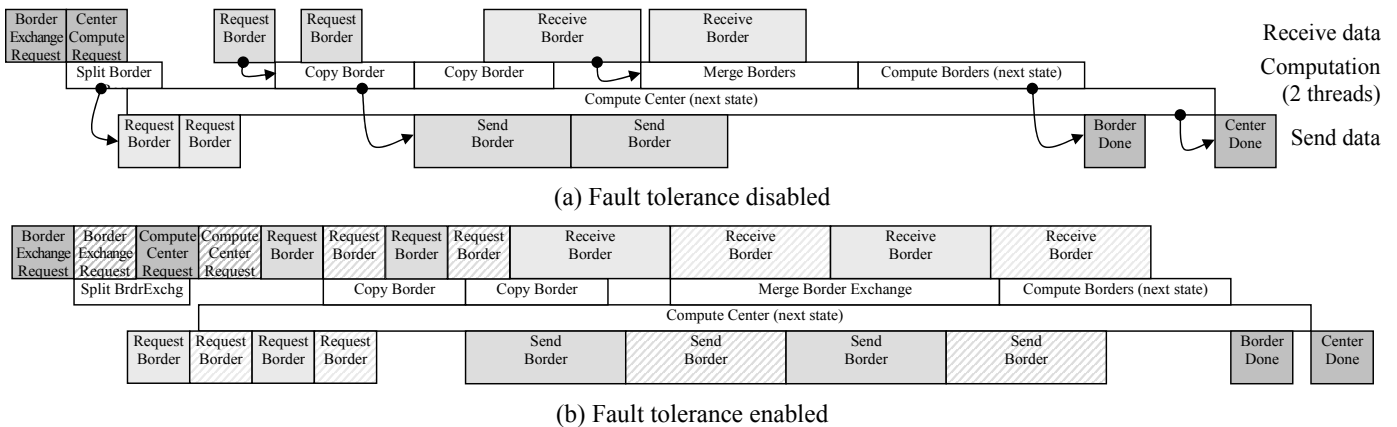 Border Exchange Request
Center Compute Request
Request Border
Request Border
Receive Border
Receive Border
Receive data
Split Border
Copy Border
Copy Border
Merge Borders
Compute Borders (next state)
Computation
(2 threads)
Compute Center (next state)
Request Border
Request Border
Send Border
Send Border
Border Done
Center Done
Send data
(a) Fault tolerance disabled
Border Exchange Request
Border Exchange Request
Compute Center Request
Compute Center Request
Request Border
Request Border
Request Border
Request Border
Receive Border
Receive Border
Receive Border
Receive Border
Split BrdrExchg
Copy Border
Copy Border
Merge Border Exchange
Compute Borders (next state)
Compute Center (next state)
Request Border
Request Border
Request Border
Request Border
Send Border
Send Border
Send Border
Send Border
Border Done
Center Done
(b) Fault tolerance enabled